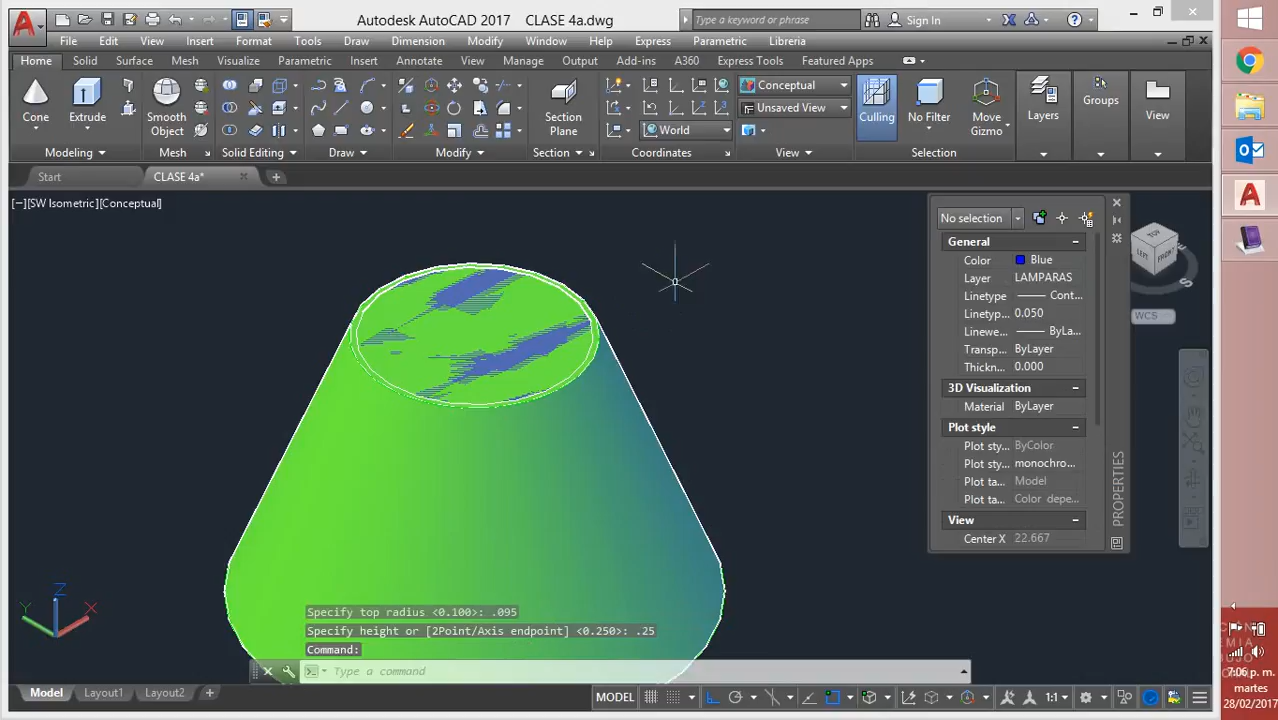 Autodesk AutoCAD 2017 CLASE 4a.dwg
Type a keyword or phrase
Sign In
File Edit View Insert Format Tools Draw Dimension Modify Window Help Express Parametric Libreria
Home Solid Surface Mesh Visualize Parametric Insert Annotate View Manage Output Add-ins A360 Express Tools Featured Apps
Conceptual
Unsaved View
World
Cone Extrude Smooth Object Section Plane Culling No Filter Move Gizmo Layers Groups View
Modeling Mesh Solid Editing Draw Modify Section Coordinates View Selection
Start CLASE 4a*
[−][SW Isometric][Conceptual]
No selection
General
Color Blue
Layer LAMPARAS
Linetype Cont...
Linetyp... 0.050
Linewe... ByLa...
Transp... ByLayer
Thickn... 0.000
3D Visualization
Material ByLayer
Plot style
Plot sty... ByColor
Plot sty... monochro...
Plot ta... Model
Plot ta... Color depe...
View
Center X 22.667
PROPERTIES
TOP
FRONT
S
WCS
Z
Y
X
Specify top radius <0.100>: .095
Specify height or [2Point/Axis endpoint] <0.250>: .25
Command:
Type a command
Model Layout1 Layout2
MODEL
1:1
7:06 p. m.
martes
28/02/2017